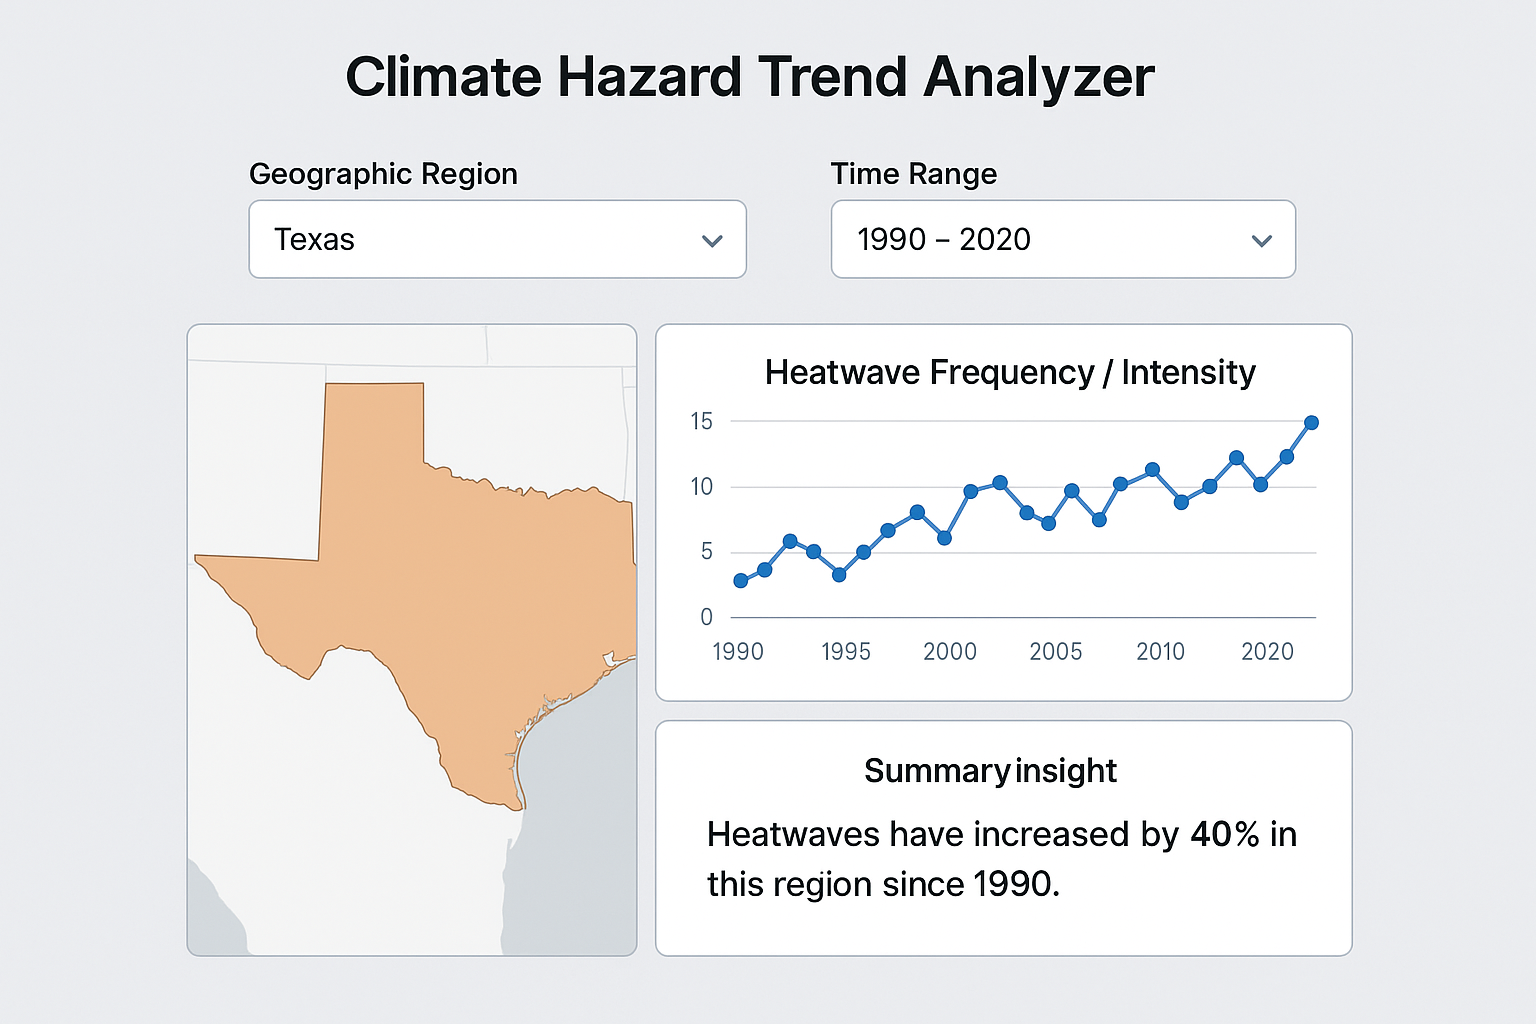 Climate Hazard Trend Analyzer
Geographic Region
Time Range
Texas
1990 – 2020
Heatwave Frequency / Intensity
15
10
5
0
1990 1995 2000 2005 2010 2020
Summary insight
Heatwaves have increased by 40% in
this region since 1990.